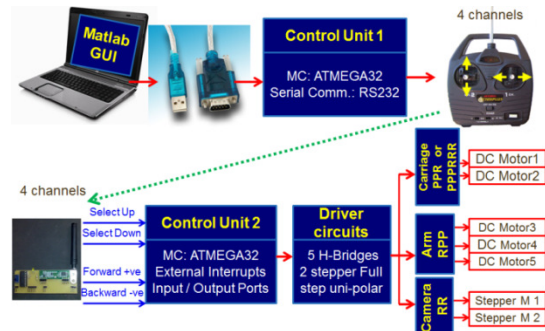 Matlab
GUI
Control Unit 1
MC: ATMEGA32
Serial Comm.: RS232
4 channels
4 channels
Select Up
Select Down
Forward +ve
Backward -ve
Control Unit 2
MC: ATMEGA32
External Interrupts
Input / Output Ports
Driver
circuits
5 H-Bridges
2 stepper Full
step uni-polar
Carriage
PPR or
PPPRRR
DC Motor1
DC Motor2
Arm
RPP
DC Motor3
DC Motor4
DC Motor5
Camera
RR
Stepper M 1
Stepper M 2